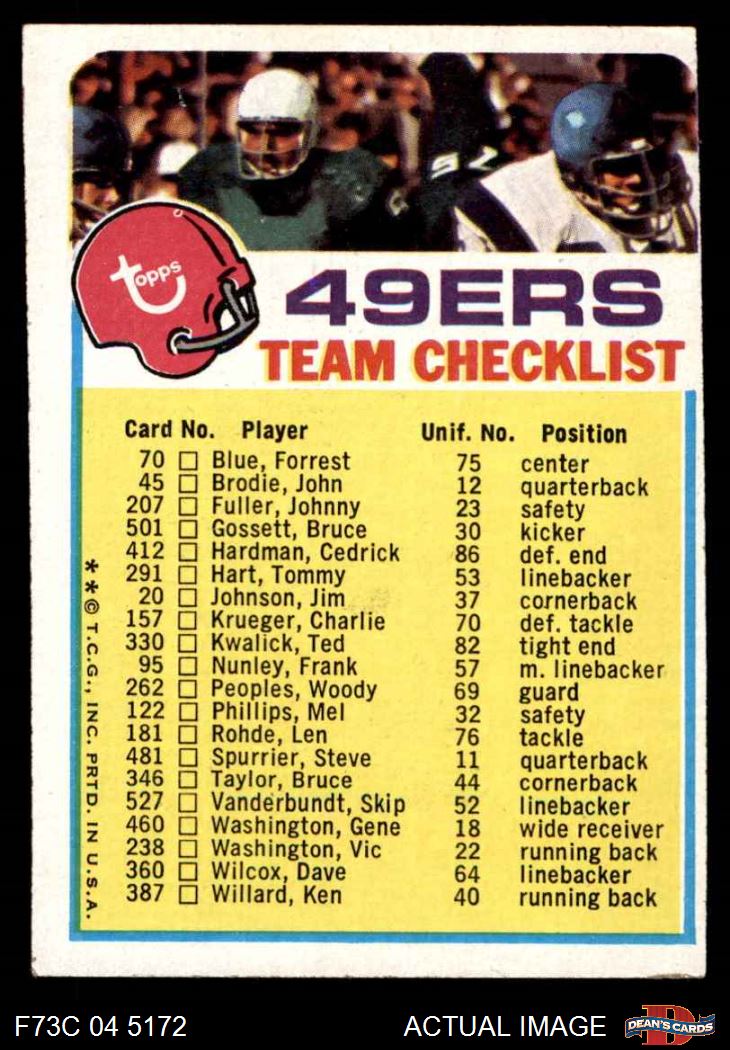 57
topps
49ERS
TEAM CHECKLIST
Card No. Player Unif. No. Position
70 Blue, Forrest 75 center
45 Brodie, John 12 quarterback
207 Fuller, Johnny 23 safety
501 Gossett, Bruce 30 kicker
412 Hardman, Cedrick 86 def. end
291 Hart, Tommy 53 linebacker
20 Johnson, Jim 37 cornerback
157 Krueger, Charlie 70 def. tackle
330 Kwalick, Ted 82 tight end
95 Nunley, Frank 57 m. linebacker
262 Peoples, Woody 69 guard
122 Phillips, Mel 32 safety
181 Rohde, Len 76 tackle
481 Spurrier, Steve 11 quarterback
346 Taylor, Bruce 44 cornerback
527 Vanderbundt, Skip 52 linebacker
460 Washington, Gene 18 wide receiver
238 Washington, Vic 22 running back
360 Wilcox, Dave 64 linebacker
387 Willard, Ken 40 running back
**© T.C.G., INC. PRTD. IN U.S.A.
F73C 04 5172 ACTUAL IMAGE
D
DEAN'S CARDS